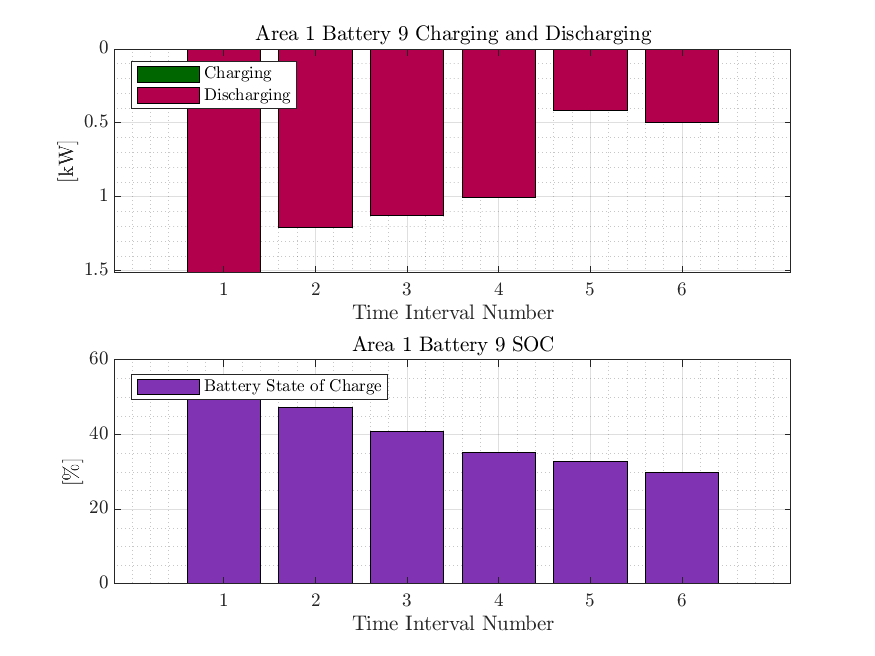 Area 1 Battery 9 Charging and Discharging
0
0.5
1
1.5
[kW]
Charging
Discharging
1 2 3 4 5 6
Time Interval Number
Area 1 Battery 9 SOC
60
40
20
0
[%]
Battery State of Charge
1 2 3 4 5 6
Time Interval Number